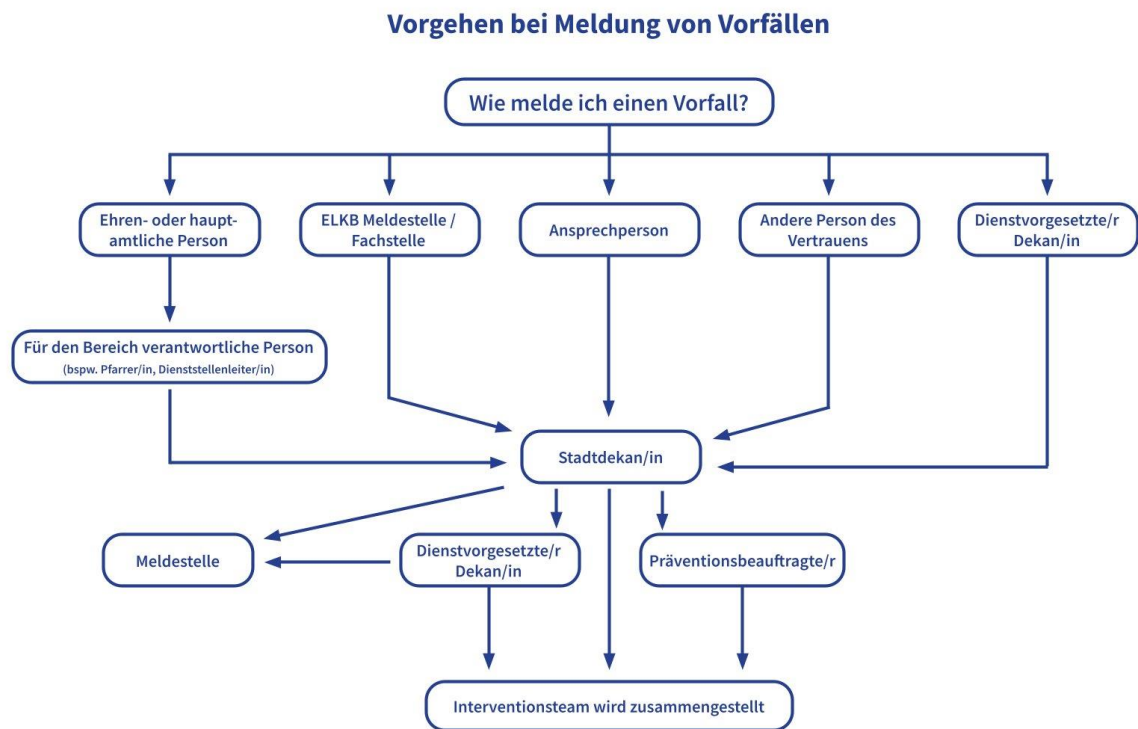 Vorgehen bei Meldung von Vorfällen
Wie melde ich einen Vorfall?
Ehren- oder haupt-
amtliche Person
ELKB Meldestelle /
Fachstelle
Ansprechperson
Andere Person des
Vertrauens
Dienstvorgesetzte/r
Dekan/in
Für den Bereich verantwortliche Person
(bspw. Pfarrer/in, Dienststellenleiter/in)
Stadtdekan/in
Meldestelle
Dienstvorgesetzte/r
Dekan/in
Präventionsbeauftragte/r
Interventionsteam wird zusammengestellt